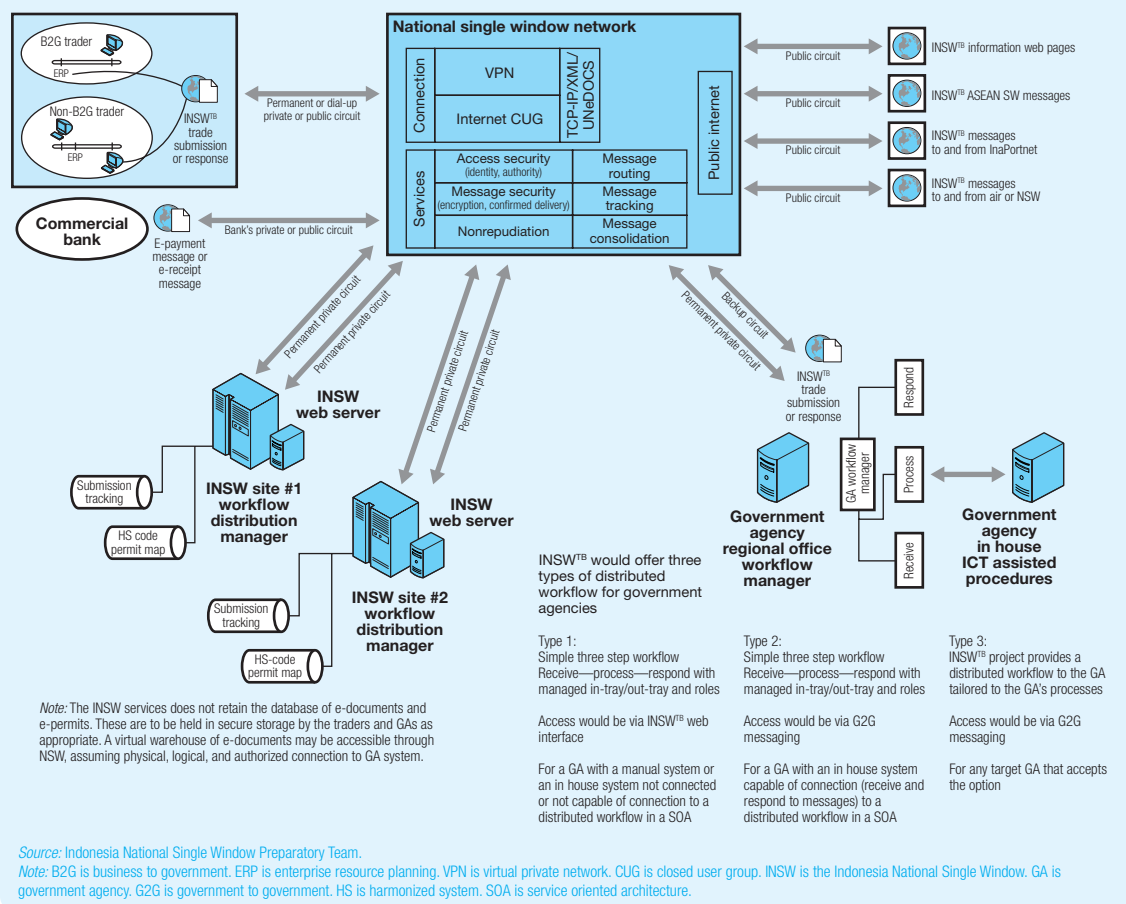 B2G trader
ERP
Non-B2G trader
ERP
INSWTB
trade
submission
or response
Permanent or dial-up
private or public circuit
National single window network
Connection
VPN
Internet CUG
TCP-IP/XML/
UNeDOCS
Services
Access security
(identity, authority)
Message
routing
Message security
(encryption, confirmed delivery)
Message
tracking
Nonrepudiation
Message
consolidation
Public internet
Public circuit
INSWTB information web pages
Public circuit
INSWTB ASEAN SW messages
Public circuit
INSWTB messages
to and from InaPortnet
Public circuit
INSWTB messages
to and from air or NSW
Commercial
bank
E-payment
message or
e-receipt
message
Bank's private or public circuit
Permanent private circuit
Permanent private circuit
Permanent private circuit
Permanent private circuit
Backup circuit
Permanent private circuit
INSWTB
trade
submission
or response
INSW
web server
INSW site #1
workflow
distribution
manager
Submission
tracking
HS code
permit map
INSW
web server
INSW site #2
workflow
distribution
manager
Submission
tracking
HS-code
permit map
Government
agency
regional office
workflow
manager
GA workflow
manager
Respond
Process
Receive
Government
agency
in house
ICT assisted
procedures
INSWTB would offer three
types of distributed
workflow for government
agencies
Type 1:
Simple three step workflow
Receive—process—respond with
managed in-tray/out-tray and roles
Access would be via INSWTB web
interface
For a GA with a manual system or
an in house system not connected
or not capable of connection to a
distributed workflow in a SOA
Type 2:
Simple three step workflow
Receive—process—respond with
managed in-tray/out-tray and roles
Access would be via G2G
messaging
For a GA with an in house system
capable of connection (receive and
respond to messages) to a
distributed workflow in a SOA
Type 3:
INSWTB project provides a
distributed workflow to the GA
tailored to the GA's processes
Access would be via G2G
messaging
For any target GA that accepts
the option
Note: The INSW services does not retain the database of e-documents and
e-permits. These are to be held in secure storage by the traders and GAs as
appropriate. A virtual warehouse of e-documents may be accessible through
NSW, assuming physical, logical, and authorized connection to GA system.
Source: Indonesia National Single Window Preparatory Team.
Note: B2G is business to government. ERP is enterprise resource planning. VPN is virtual private network. CUG is closed user group. INSW is the Indonesia National Single Window. GA is
government agency. G2G is government to government. HS is harmonized system. SOA is service oriented architecture.